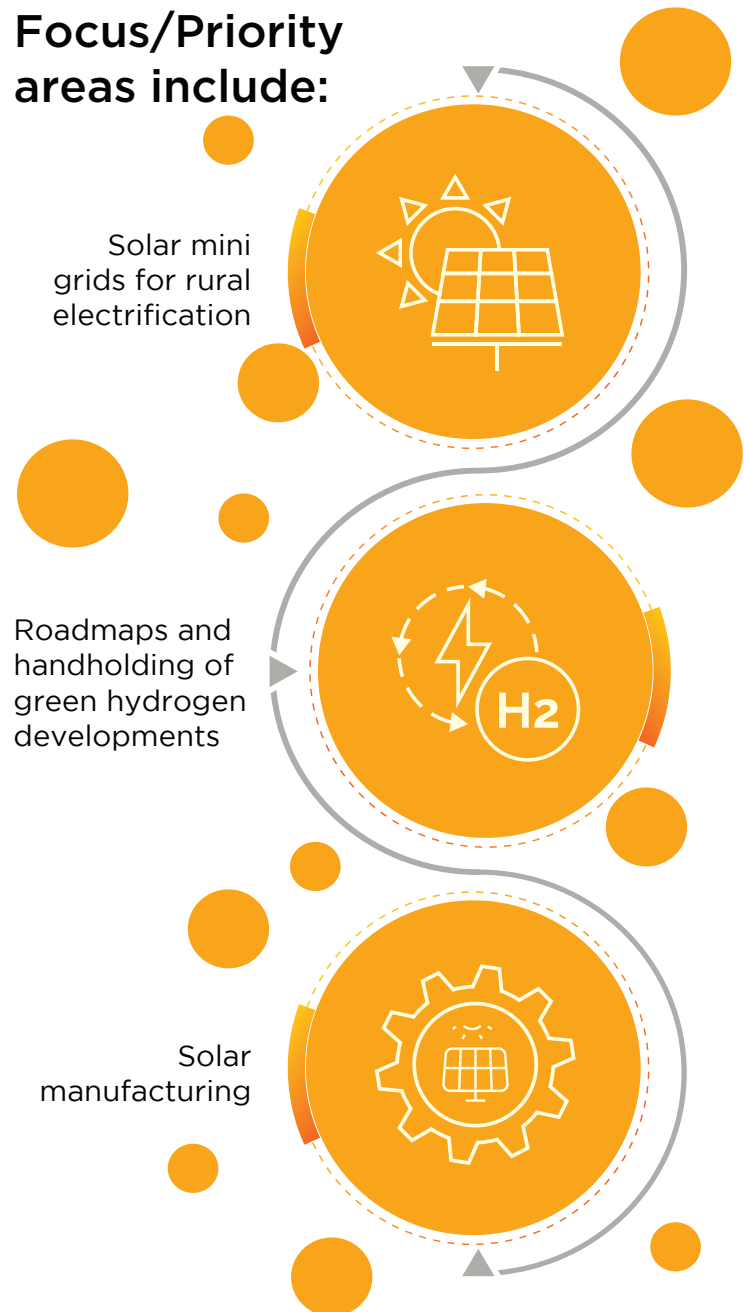 Focus/Priority
areas include:
Solar mini
grids for rural
electrification
Roadmaps and
handholding of
green hydrogen
developments
H2
Solar
manufacturing